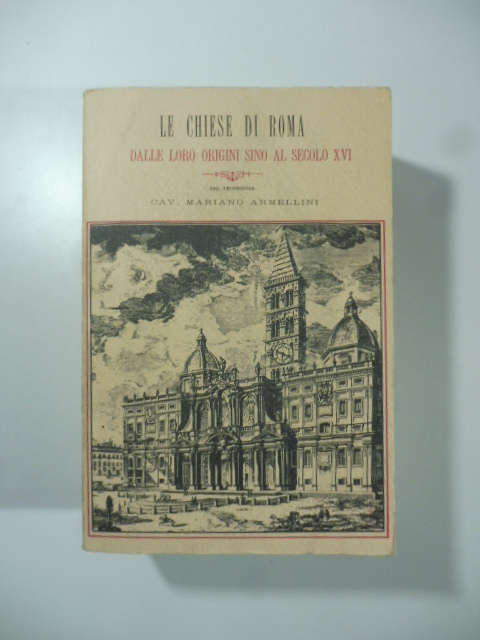 LE CHIESE DI ROMA
DALLE LORO ORIGINI SINO AL SECOLO XVI
DEL PROFESSORE
CAV. MARIANO ARMELLINI